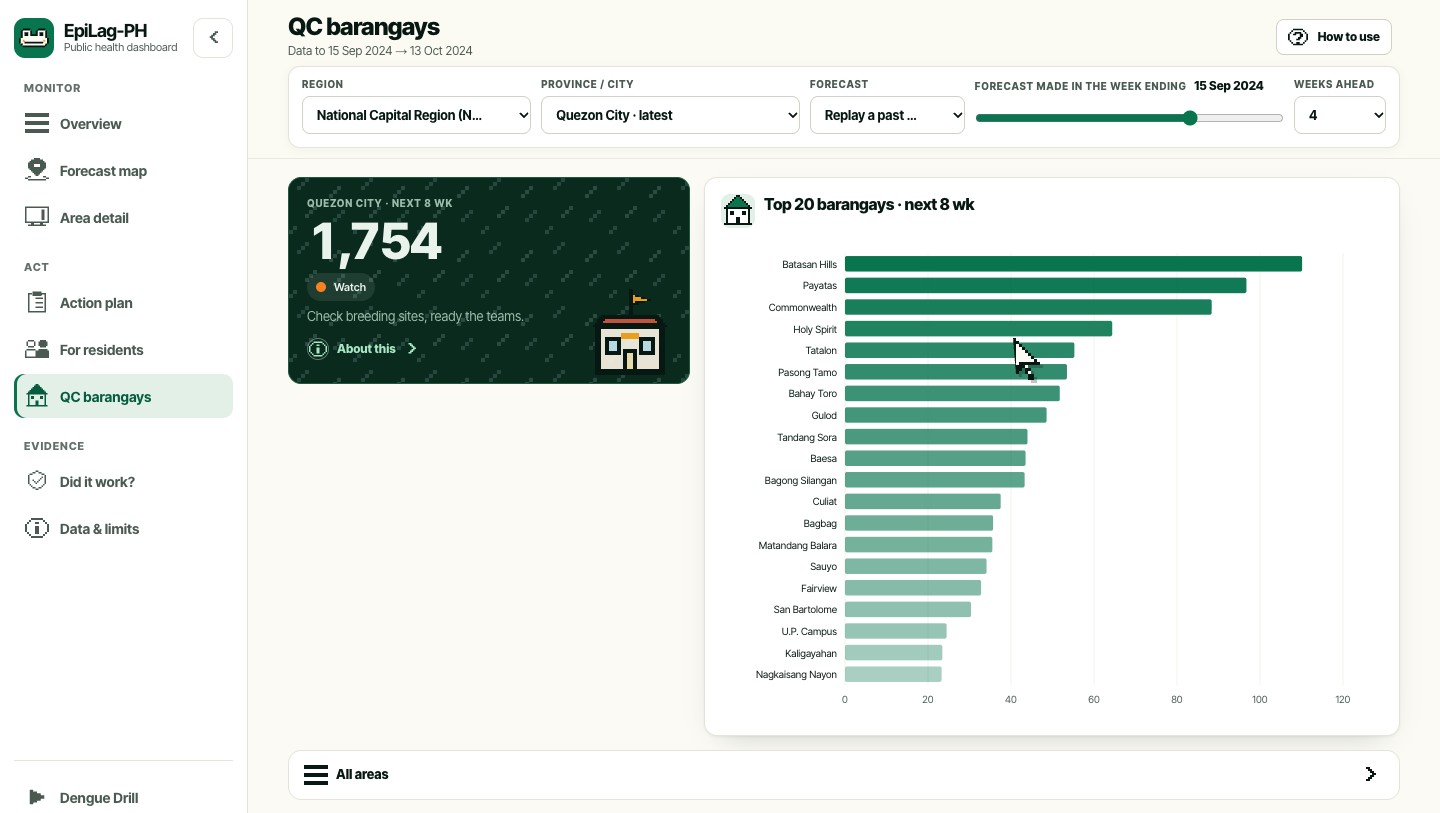 EpiLag-PH
Public health dashboard
MONITOR
Overview
Forecast map
Area detail
ACT
Action plan
For residents
QC barangays
EVIDENCE
Did it work?
Data & limits
Dengue Drill
QC barangays
Data to 15 Sep 2024 → 13 Oct 2024
How to use
REGION
National Capital Region (N...
PROVINCE / CITY
Quezon City · latest
FORECAST
Replay a past ...
FORECAST MADE IN THE WEEK ENDING 15 Sep 2024
WEEKS AHEAD
4
QUEZON CITY · NEXT 8 WK
1,754
Watch
Check breeding sites, ready the teams.
About this
Top 20 barangays · next 8 wk
Batasan Hills
Payatas
Commonwealth
Holy Spirit
Tatalon
Pasong Tamo
Bahay Toro
Gulod
Tandang Sora
Baesa
Bagong Silangan
Culiat
Bagbag
Matandang Balara
Sauyo
Fairview
San Bartolome
U.P. Campus
Kaligayahan
Nagkaisang Nayon
0 20 40 60 80 100 120
All areas